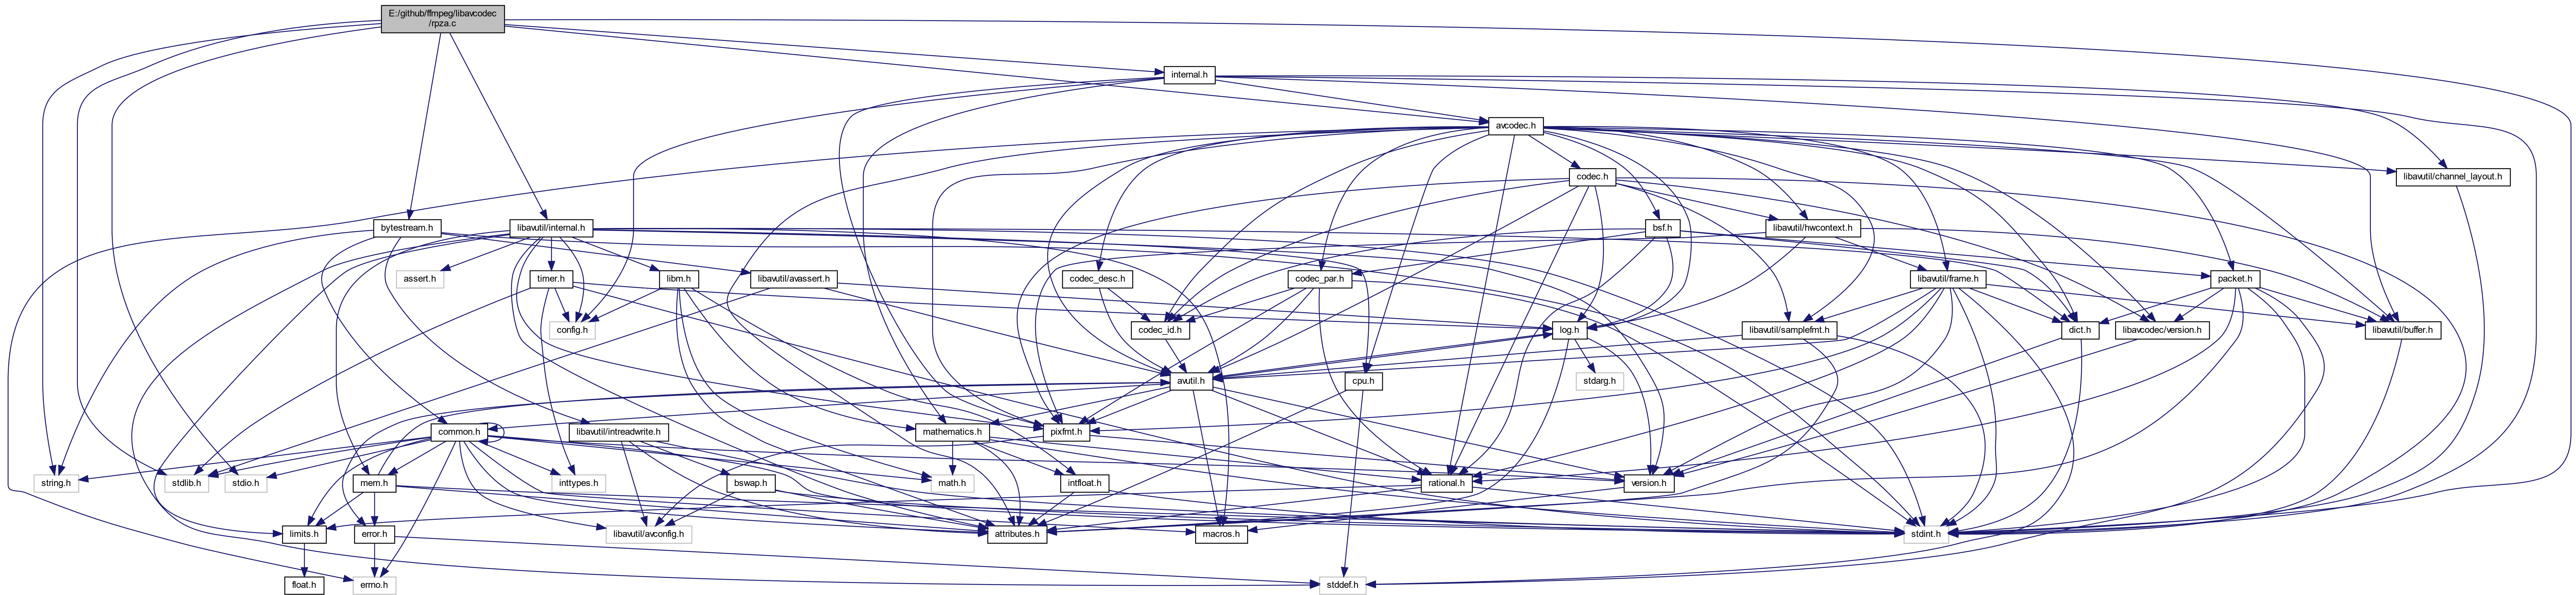 E:/github/ffmpeg/libavcodec
/rpza.c
internal.h
avcodec.h
codec.h
libavutil/channel_layout.h
bytestream.h
libavutil/internal.h
bsf.h
libavutil/hwcontext.h
assert.h
timer.h
libm.h
libavutil/avassert.h
codec_desc.h
codec_par.h
libavutil/frame.h
packet.h
config.h
codec_id.h
log.h
libavutil/samplefmt.h
dict.h
libavcodec/version.h
libavutil/buffer.h
avutil.h
cpu.h
stdarg.h
common.h
libavutil/intreadwrite.h
mathematics.h
pixfmt.h
string.h
stdlib.h
stdio.h
mem.h
inttypes.h
bswap.h
math.h
intfloat.h
rational.h
version.h
limits.h
error.h
libavutil/avconfig.h
attributes.h
macros.h
stdint.h
float.h
errno.h
stddef.h